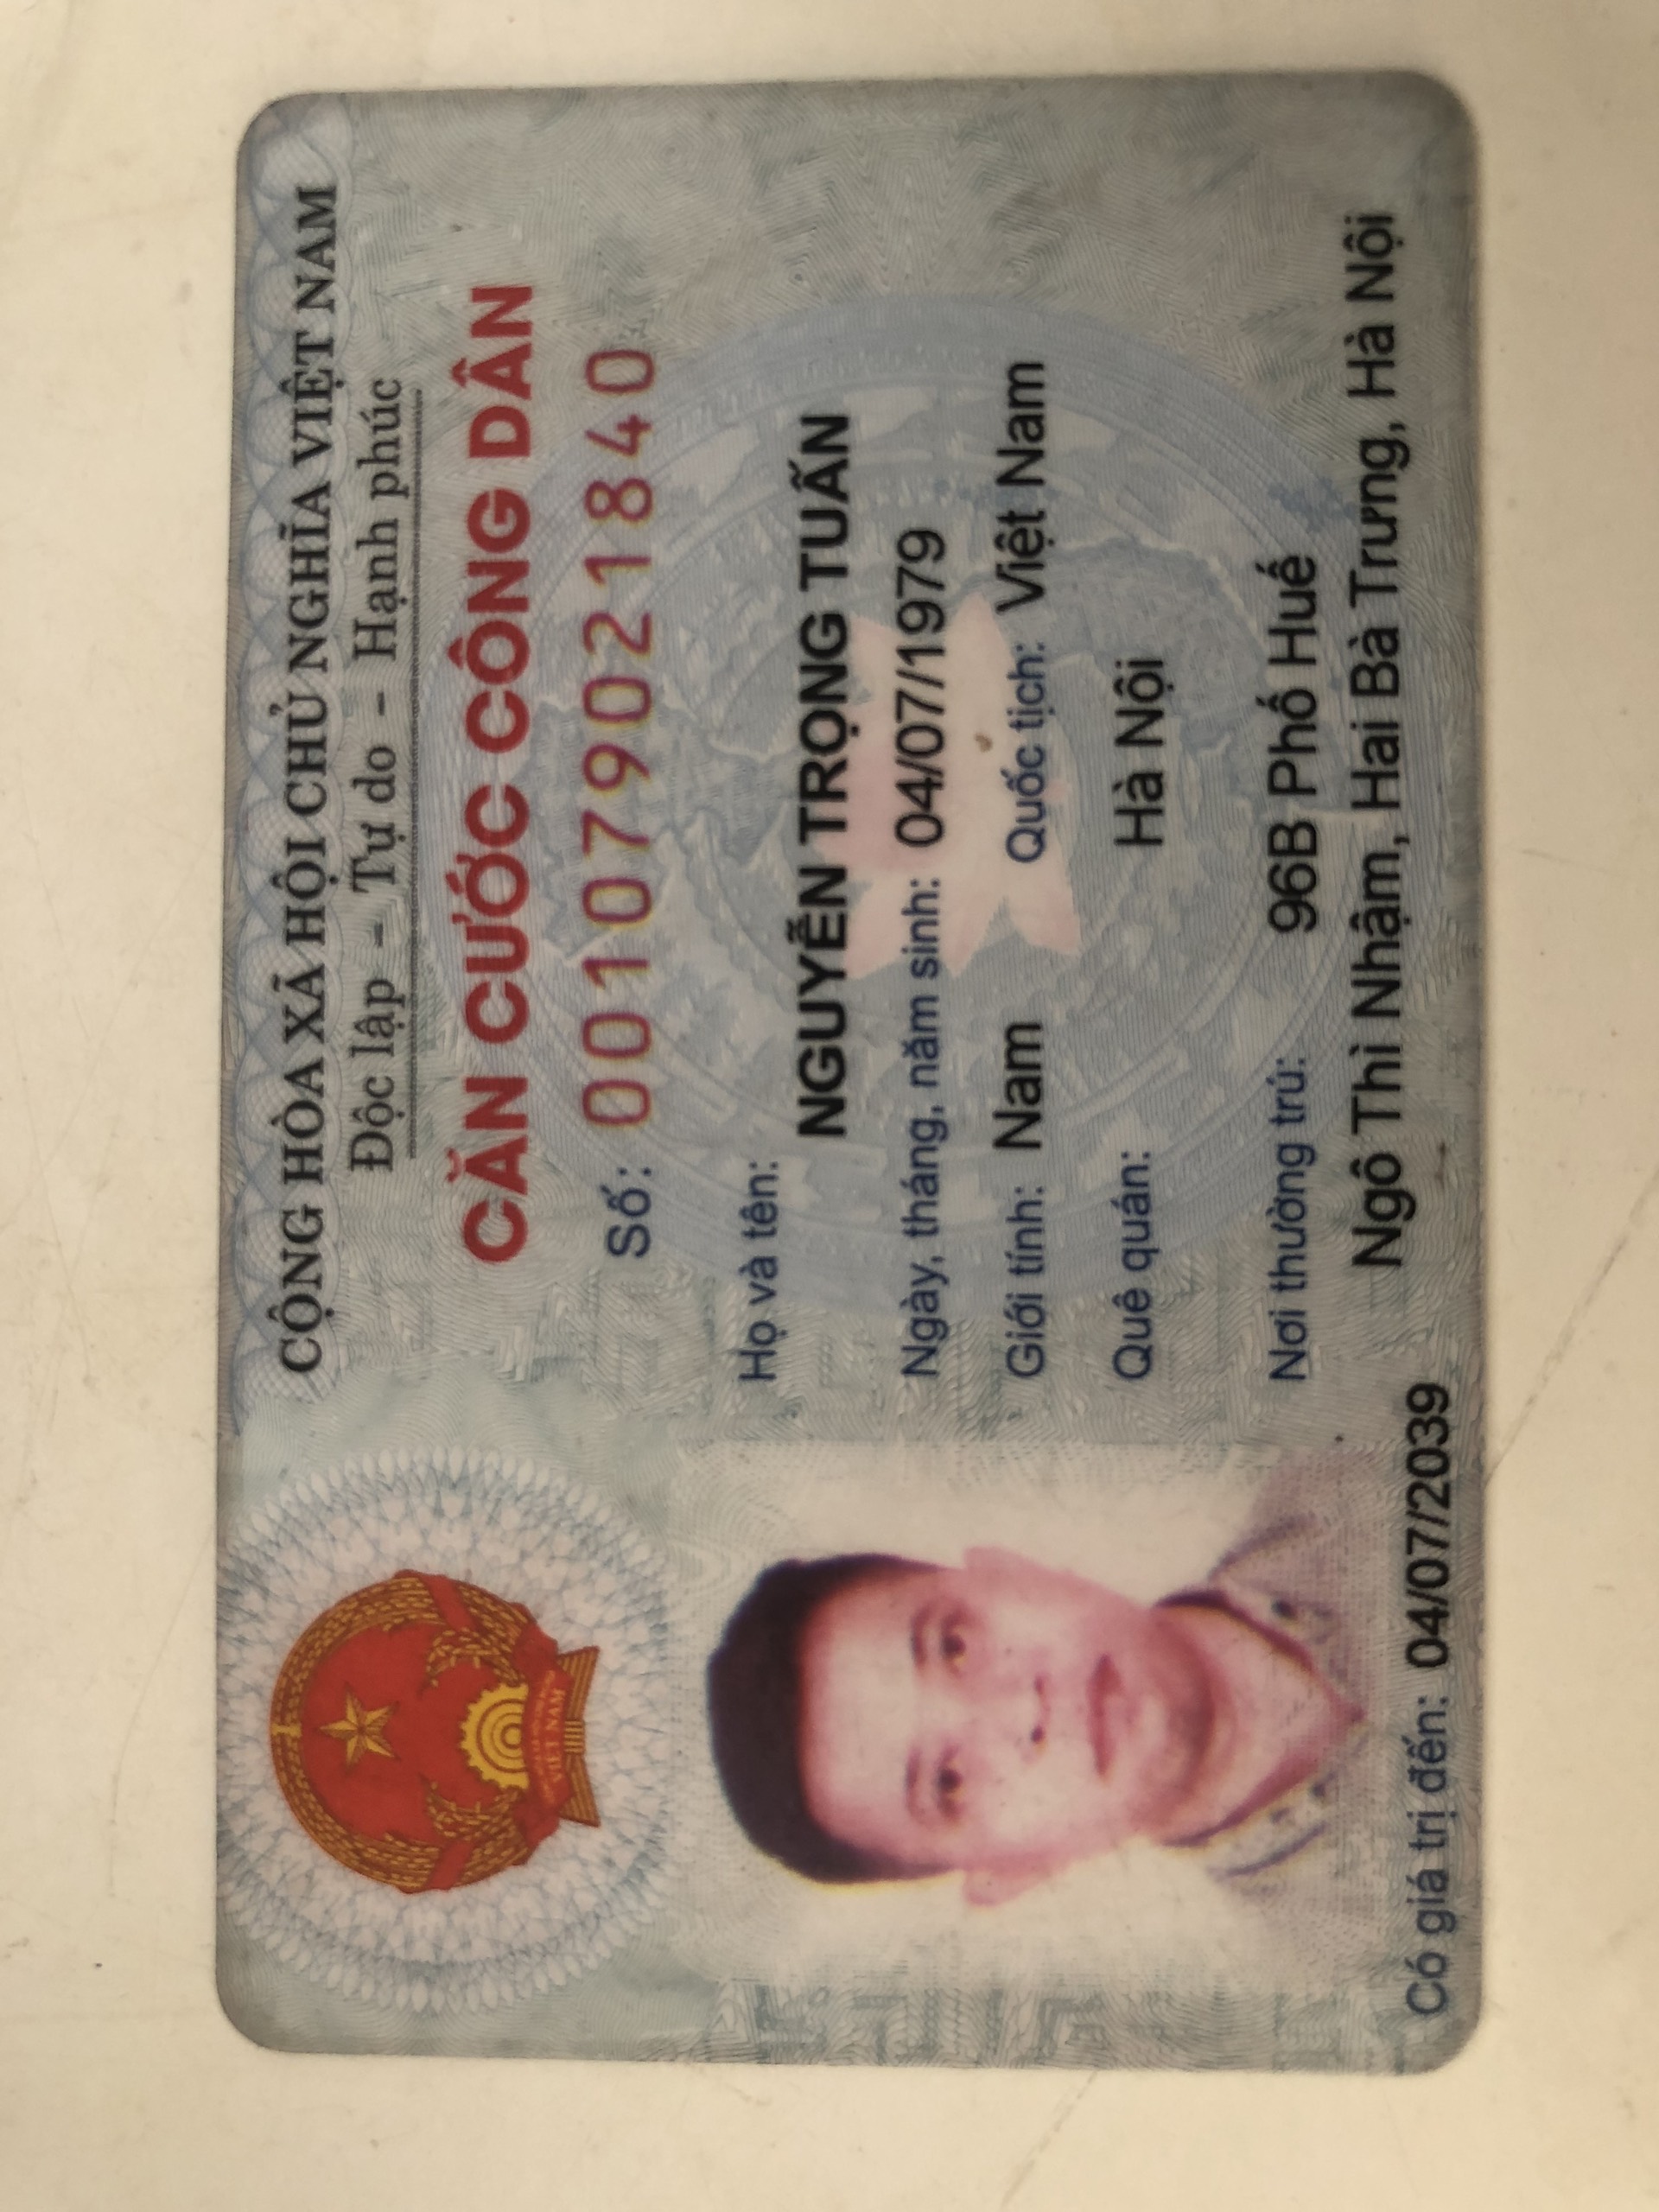 CỘNG HÒA XÃ HỘI CHỦ NGHĨA VIỆT NAM
Độc lập – Tự do – Hạnh phúc
CĂN CƯỚC CÔNG DÂN
Số: 001079021840
Họ và tên:
NGUYỄN TRỌNG TUẤN
Ngày, tháng, năm sinh: 04/07/1979
Giới tính: Nam Quốc tịch: Việt Nam
Quê quán: Hà Nội
Nơi thường trú: 96B Phố Huế
Ngô Thì Nhậm, Hai Bà Trưng, Hà Nội
Có giá trị đến: 04/07/2039
VIỆT NAM